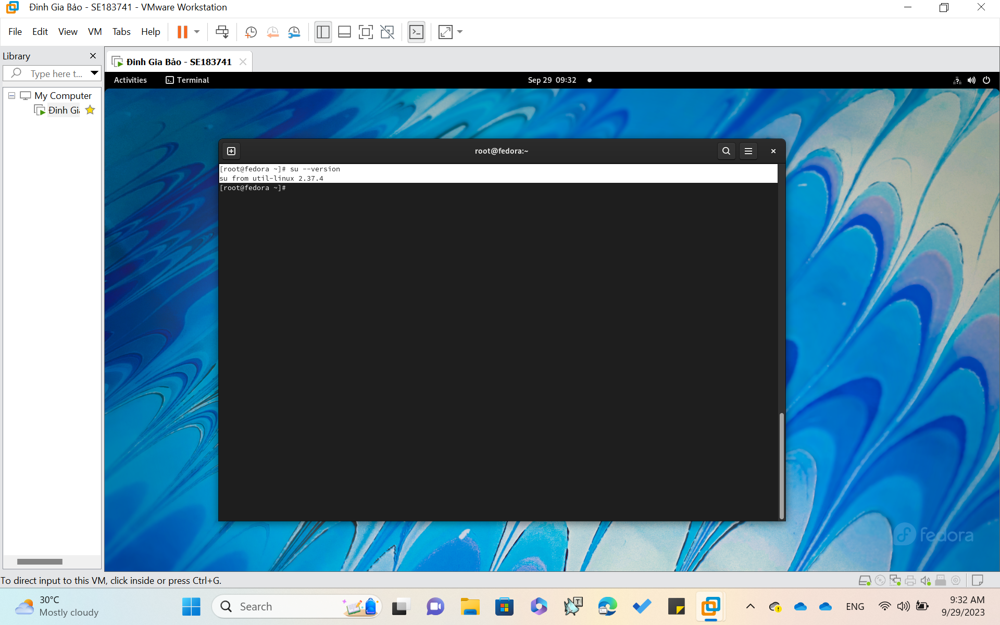 Đinh Gia Bảo - SE183741 - VMware Workstation
File Edit View VM Tabs Help
Library
Type here t...
My Computer
Đinh Gi
Đinh Gia Bảo - SE183741
Activities Terminal Sep 29 09:32
root@fedora:~
[root@fedora ~]# su --version
su from util-linux 2.37.4
[root@fedora ~]#
fedora
To direct input to this VM, click inside or press Ctrl+G.
30°C
Mostly cloudy
Search
T
ENG
9:32 AM
9/29/2023